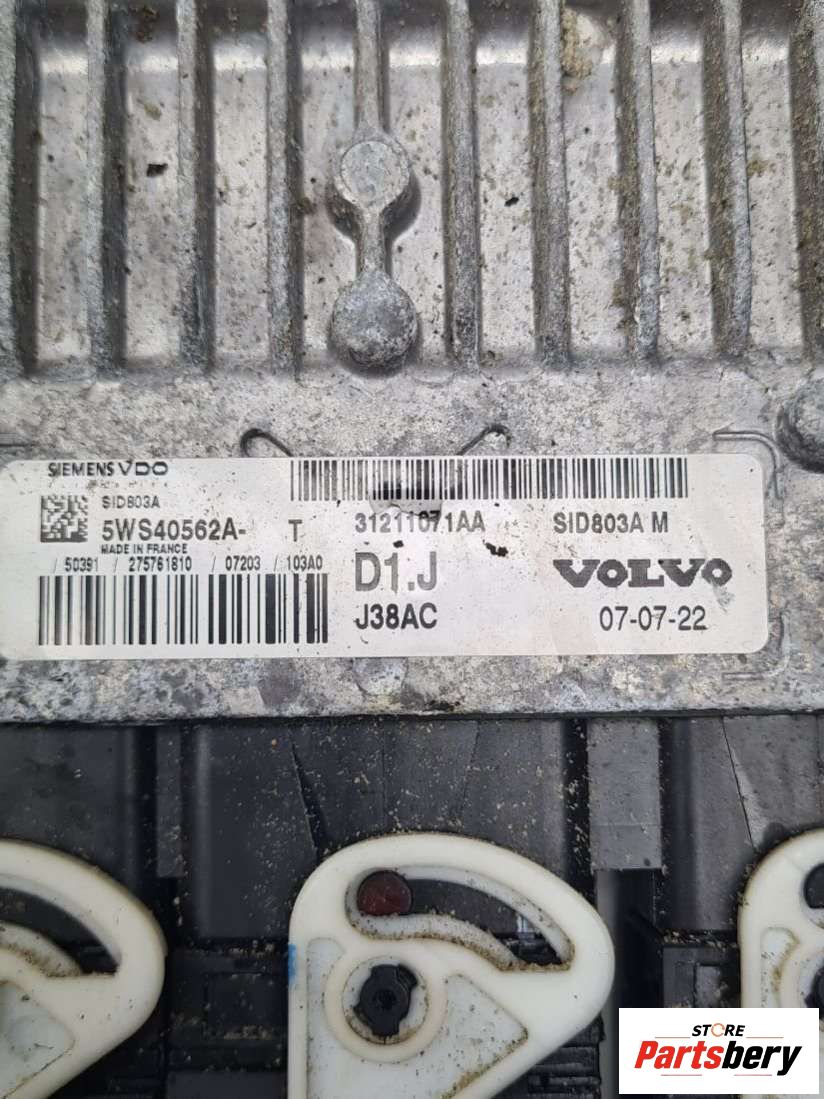 SIEMENS VDO
SID803A
5WS40562A- T
MADE IN FRANCE
/ 50391 / 275761810 / 07203 / 103A0
31211071AA SID803A M
D1.J VOLVO
J38AC 07-07-22
STORE
Partsbery